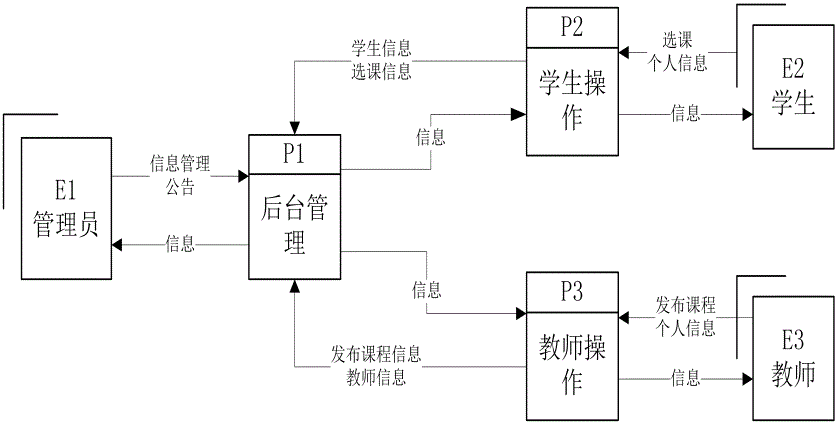 P2
学生操
作
选课
个人信息
E2
学生
信息
学生信息
选课信息
信息
E1
管理员
信息管理
公告
信息
P1
后台管
理
信息
P3
教师操
作
发布课程
个人信息
E3
教师
信息
发布课程信息
教师信息